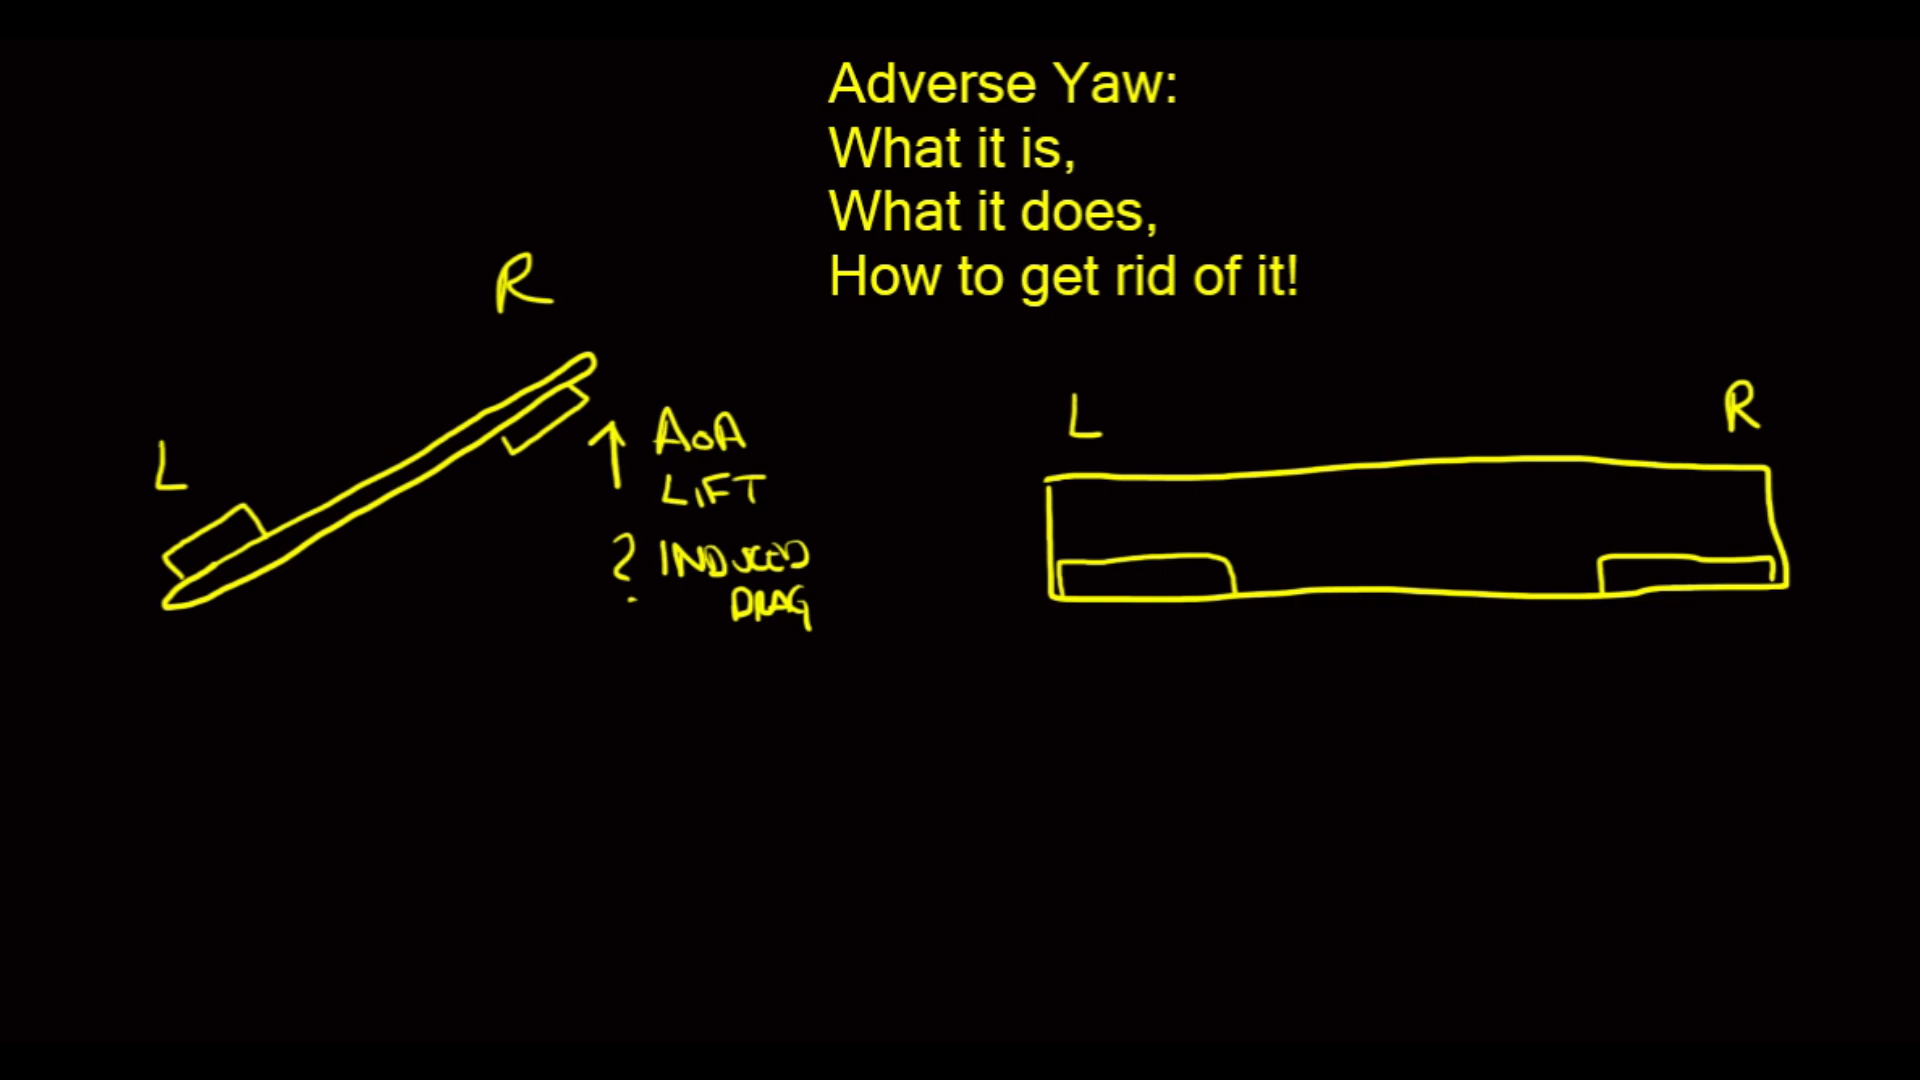 Adverse Yaw:
What it is,
What it does,
How to get rid of it!
R
L
AOA
LIFT
? INDUCED
DRAG
L
R